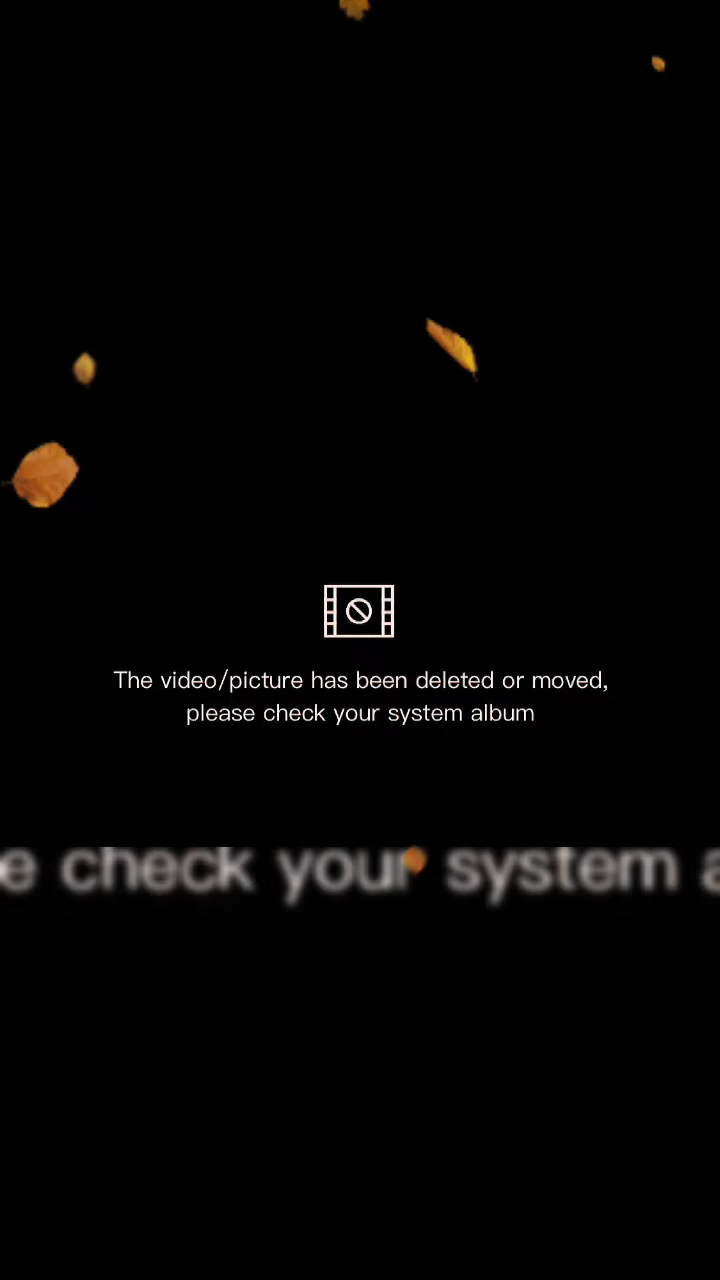 The video/picture has been deleted or moved,
please check your system album
e check your system a